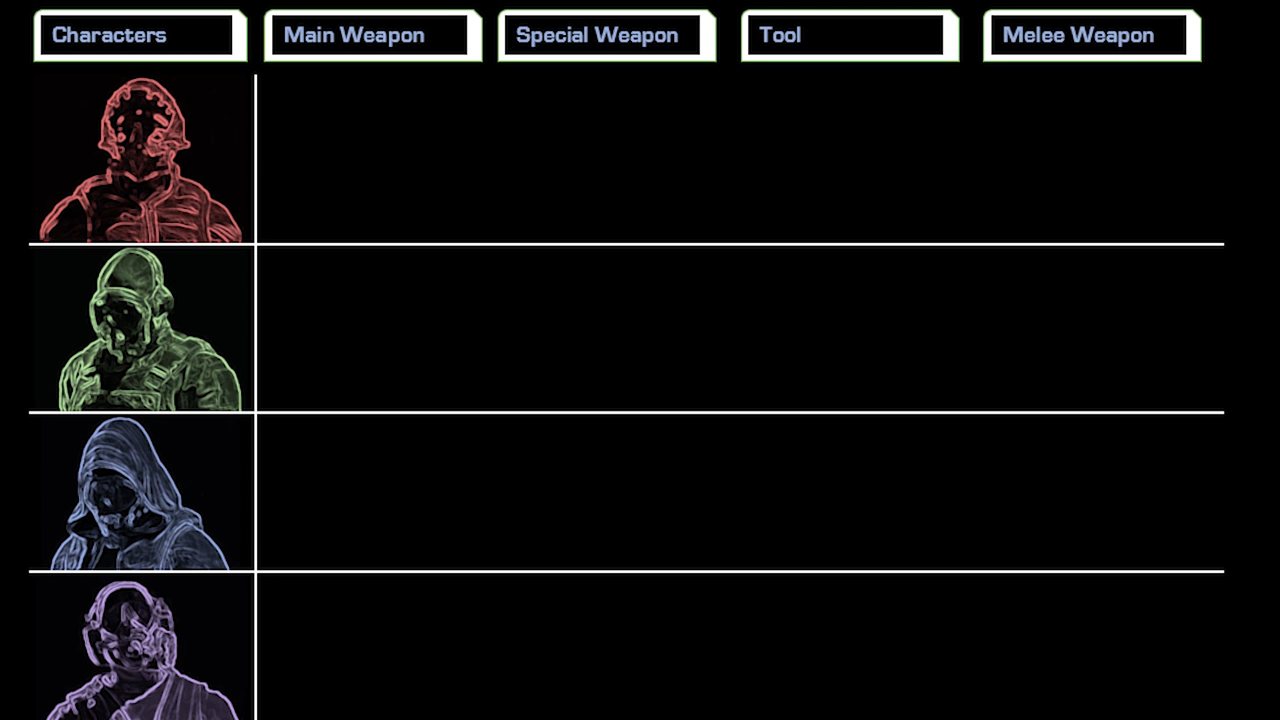 Characters
Main Weapon
Special Weapon
Tool
Melee Weapon